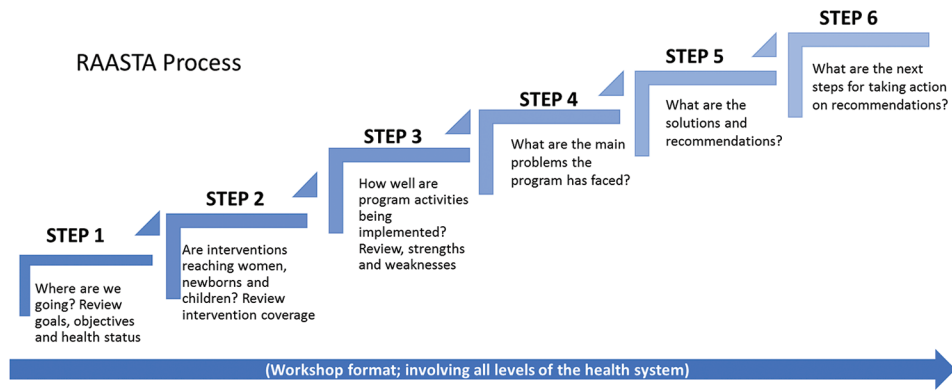 RAASTA Process
STEP 1
Where are we
going? Review
goals, objectives
and health status
STEP 2
Are interventions
reaching women,
newborns and
children? Review
intervention coverage
STEP 3
How well are
program activities
being
implemented?
Review, strengths
and weaknesses
STEP 4
What are the main
problems the
program has faced?
STEP 5
What are the
solutions and
recommendations?
STEP 6
What are the next
steps for taking action
on recommendations?
(Workshop format; involving all levels of the health system)